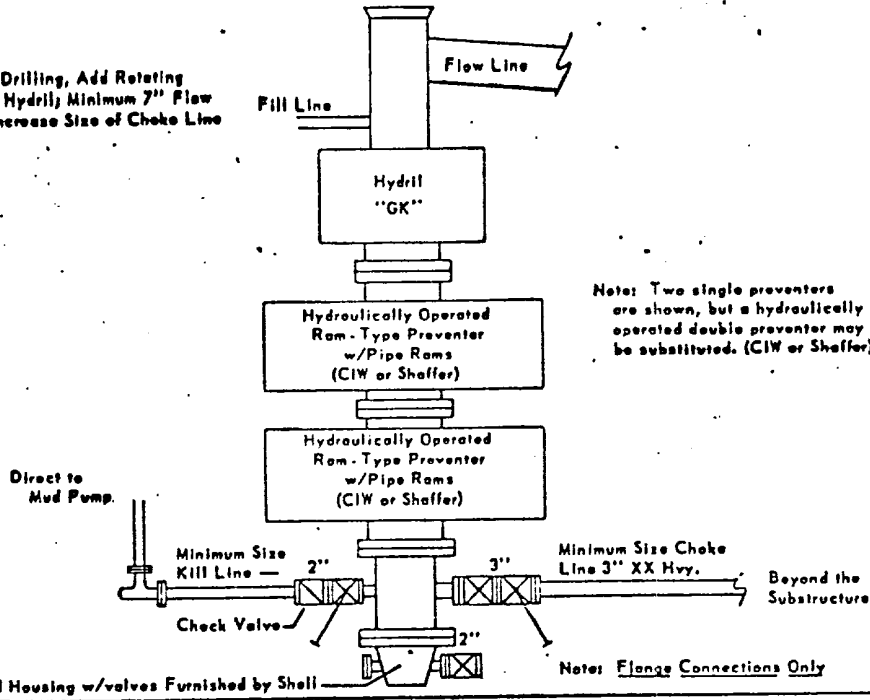 Drilling, Add Rotating
Hydril; Minimum 7" Flow
Increase Size of Choke Line
Flow Line
Fill Line
Hydril
"GK"
Hydraulically Operated
Ram-Type Preventer
w/Pipe Rams
(CIW or Shaffer)
Note: Two single preventers
are shown, but a hydraulically
operated double preventer may
be substituted. (CIW or Shaffer)
Hydraulically Operated
Ram-Type Preventer
w/Pipe Rams
(CIW or Shaffer)
Direct to
Mud Pump
Minimum Size
Kill Line —
2"
3"
Minimum Size Choke
Line 3" XX Hvy.
Beyond the
Substructure
Check Valve
2"
Housing w/valves Furnished by Shell
Note: Flange Connections Only